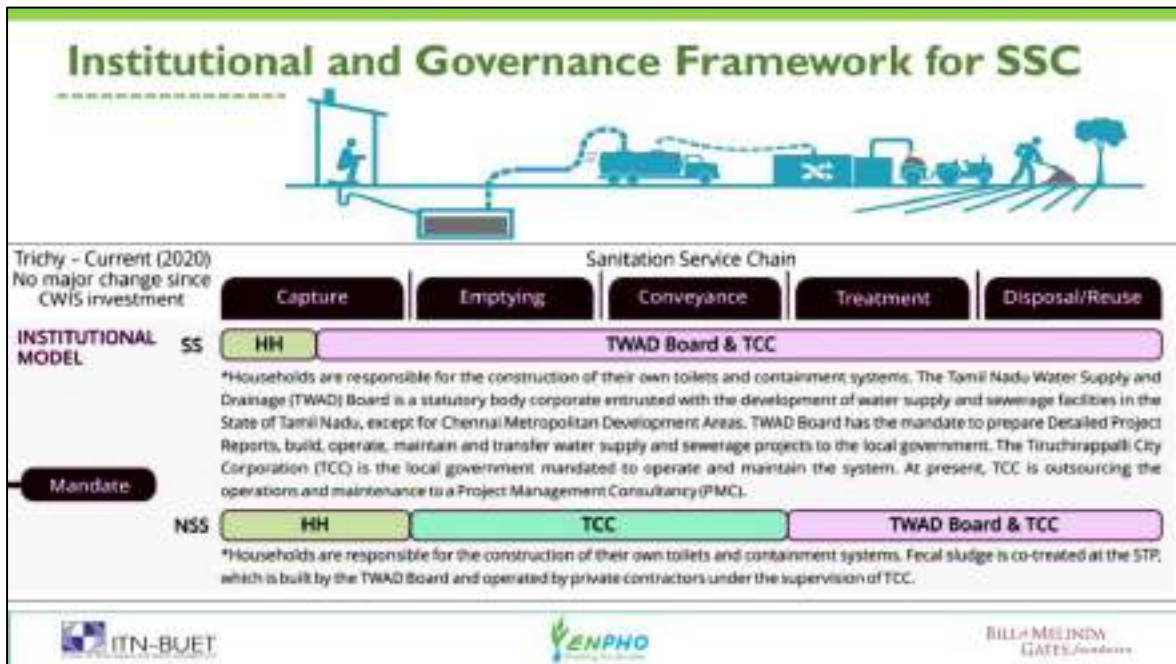 Institutional and Governance Framework for SSC
Trichy – Current (2020)
No major change since
CWIS investment
Sanitation Service Chain
Capture
Emptying
Conveyance
Treatment
Disposal/Reuse
INSTITUTIONAL
MODEL
SS
HH
TWAD Board & TCC
*Households are responsible for the construction of their own toilets and containment systems. The Tamil Nadu Water Supply and
Drainage (TWAD) Board is a statutory body corporate entrusted with the development of water supply and sewerage facilities in the
State of Tamil Nadu, except for Chennai Metropolitan Development Areas. TWAD Board has the mandate to prepare Detailed Project
Reports, build, operate, maintain and transfer water supply and sewerage projects to the local government. The Tiruchirappalli City
Corporation (TCC) is the local government mandated to operate and maintain the system. At present, TCC is outsourcing the
operations and maintenance to a Project Management Consultancy (PMC).
Mandate
NSS
HH
TCC
TWAD Board & TCC
*Households are responsible for the construction of their own toilets and containment systems. Fecal sludge is co-treated at the STP,
which is built by the TWAD Board and operated by private contractors under the supervision of TCC.
ITN-BUET
ENPHO
BILL & MELINDA
GATES foundation